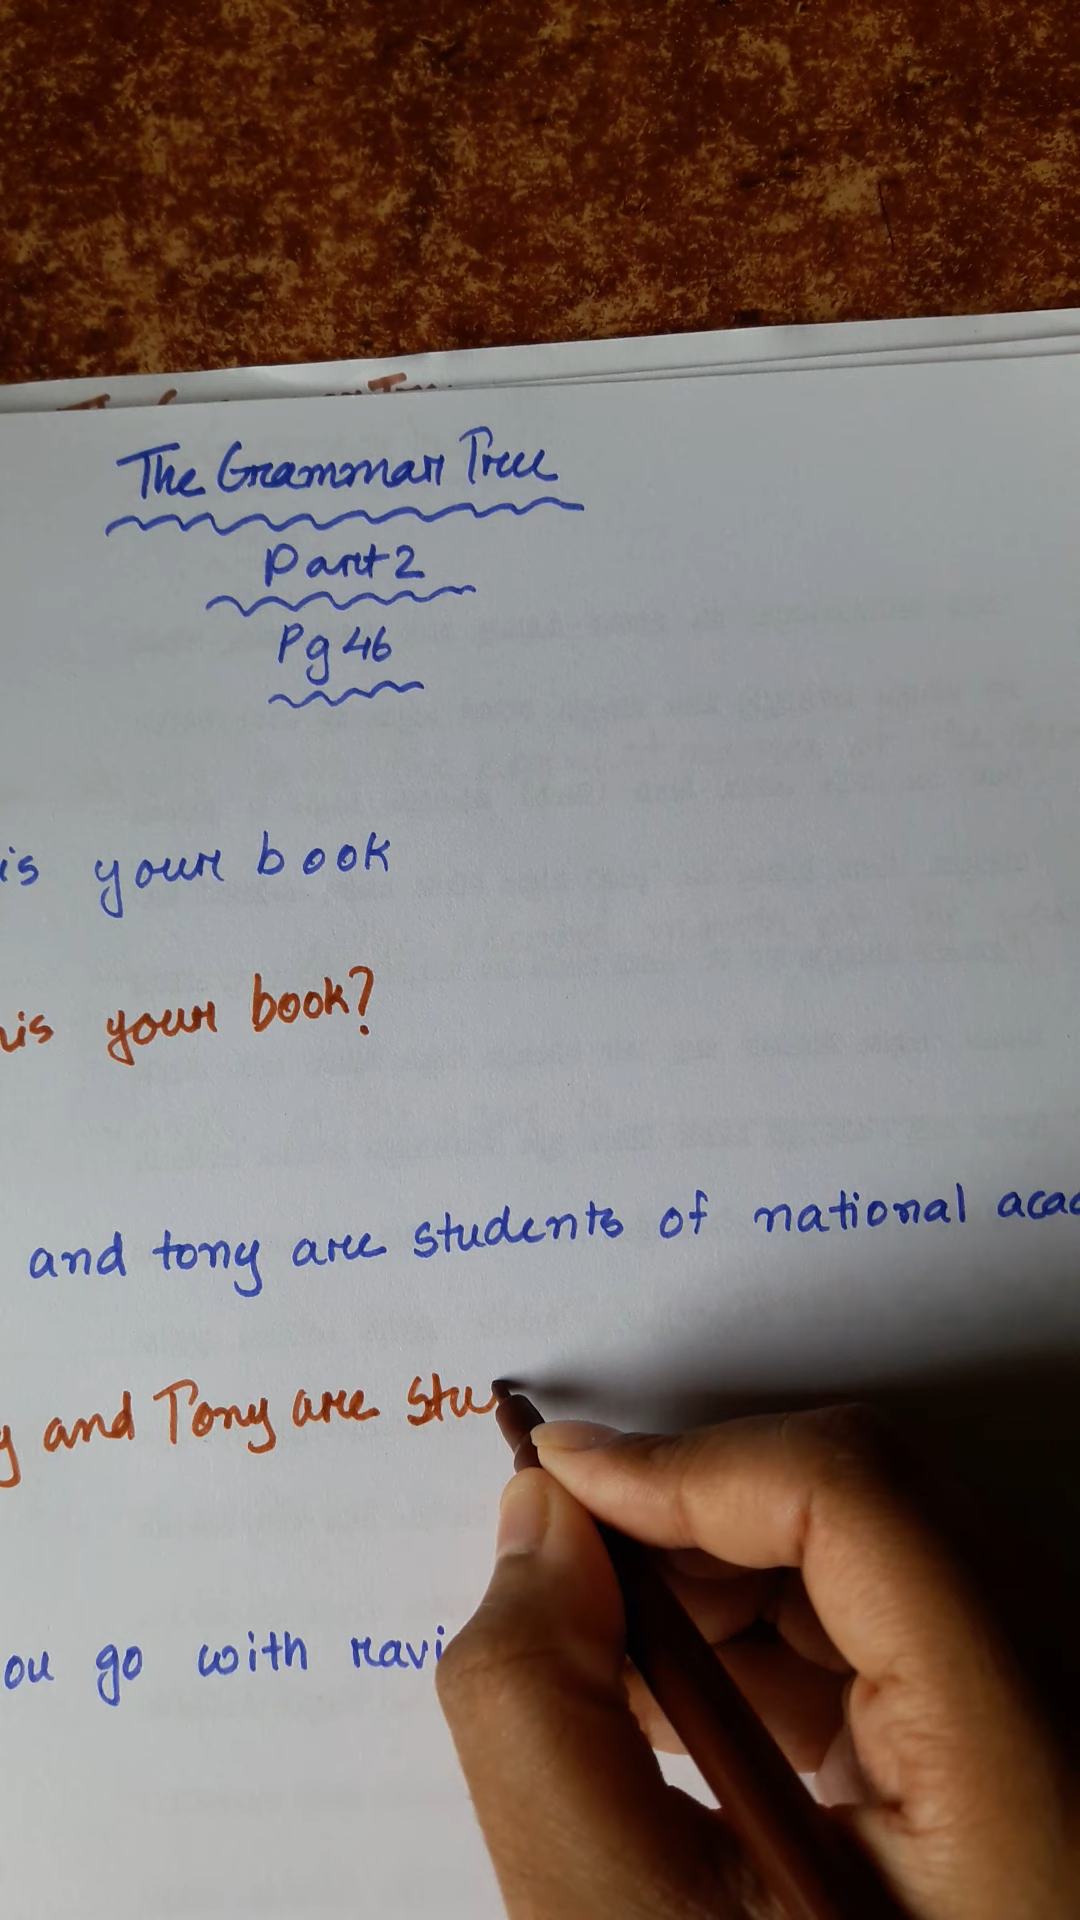 The Grammar Tree
Part 2
Pg 46
is your book
his your book?
and tony are students of national aca
y and Tony are stu
ou go with ravi